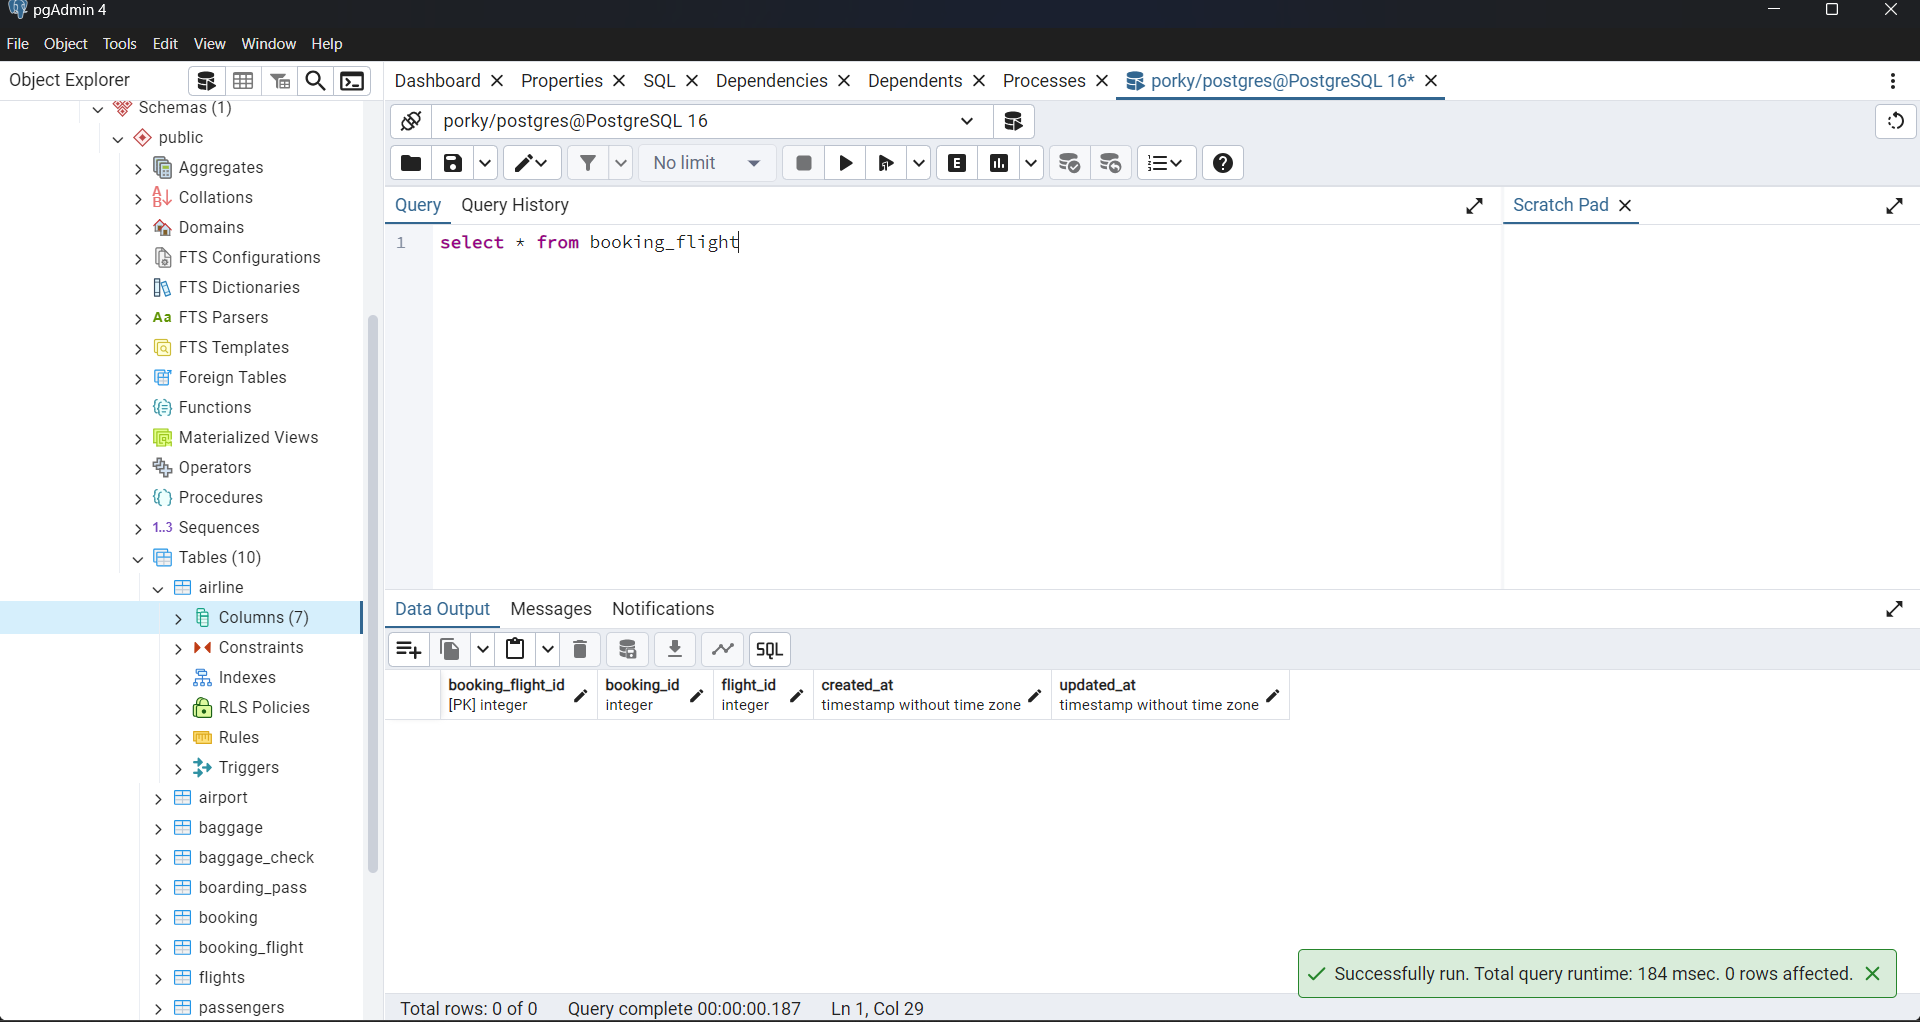 pgAdmin 4
File Object Tools Edit View Window Help
Object Explorer
Dashboard Properties SQL Dependencies Dependents Processes porky/postgres@PostgreSQL 16*
Schemas (1)
public
Aggregates
Collations
Domains
FTS Configurations
FTS Dictionaries
Aa FTS Parsers
FTS Templates
Foreign Tables
Functions
Materialized Views
Operators
Procedures
1..3 Sequences
Tables (10)
airline
Columns (7)
Constraints
Indexes
RLS Policies
Rules
Triggers
airport
baggage
baggage_check
boarding_pass
booking
booking_flight
flights
passengers
porky/postgres@PostgreSQL 16
No limit E
Query Query History
Scratch Pad
1 select * from booking_flight
Data Output Messages Notifications
SQL
booking_flight_id booking_id flight_id created_at updated_at
[PK] integer integer integer timestamp without time zone timestamp without time zone
Successfully run. Total query runtime: 184 msec. 0 rows affected.
Total rows: 0 of 0 Query complete 00:00:00.187 Ln 1, Col 29